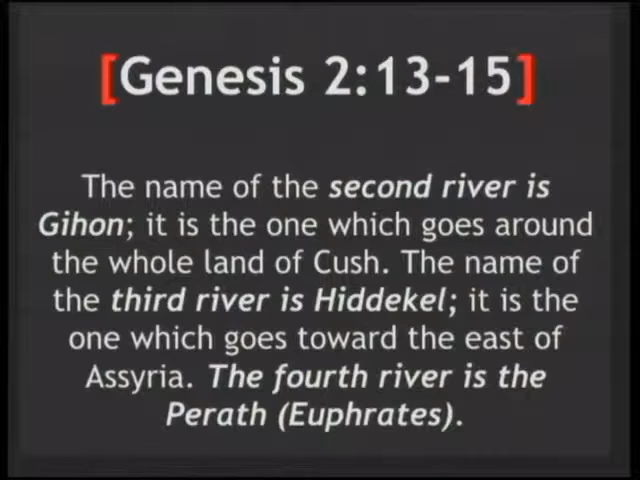 [Genesis 2:13-15]
The name of the second river is
Gihon; it is the one which goes around
the whole land of Cush. The name of
the third river is Hiddekel; it is the
one which goes toward the east of
Assyria. The fourth river is the
Perath (Euphrates).